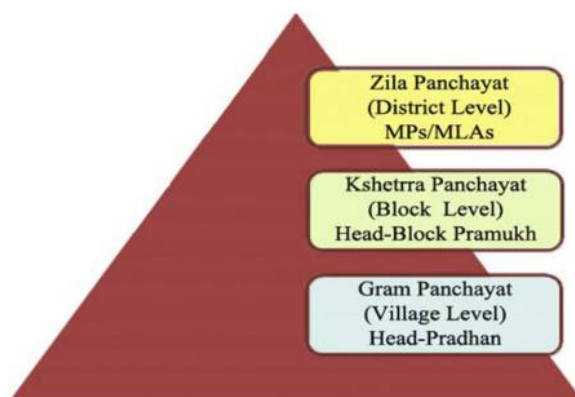 Zila Panchayat
(District Level)
MPs/MLAs
Kshetrra Panchayat
(Block Level)
Head-Block Pramukh
Gram Panchayat
(Village Level)
Head-Pradhan